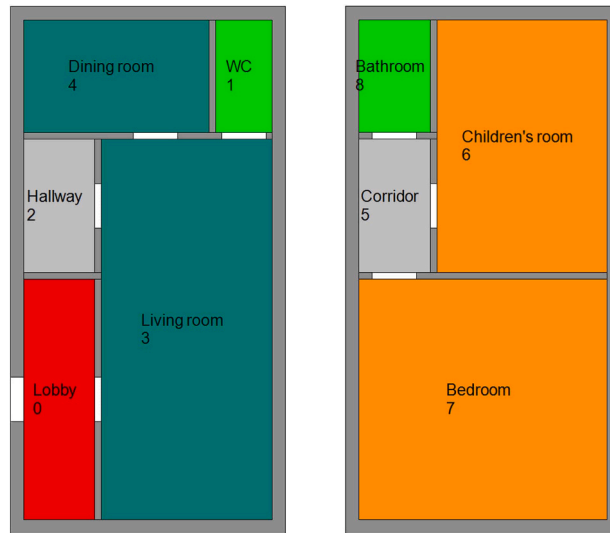 Dining room
4
WC
1
Hallway
2
Living room
3
Lobby
0
Bathroom
8
Children's room
6
Corridor
5
Bedroom
7